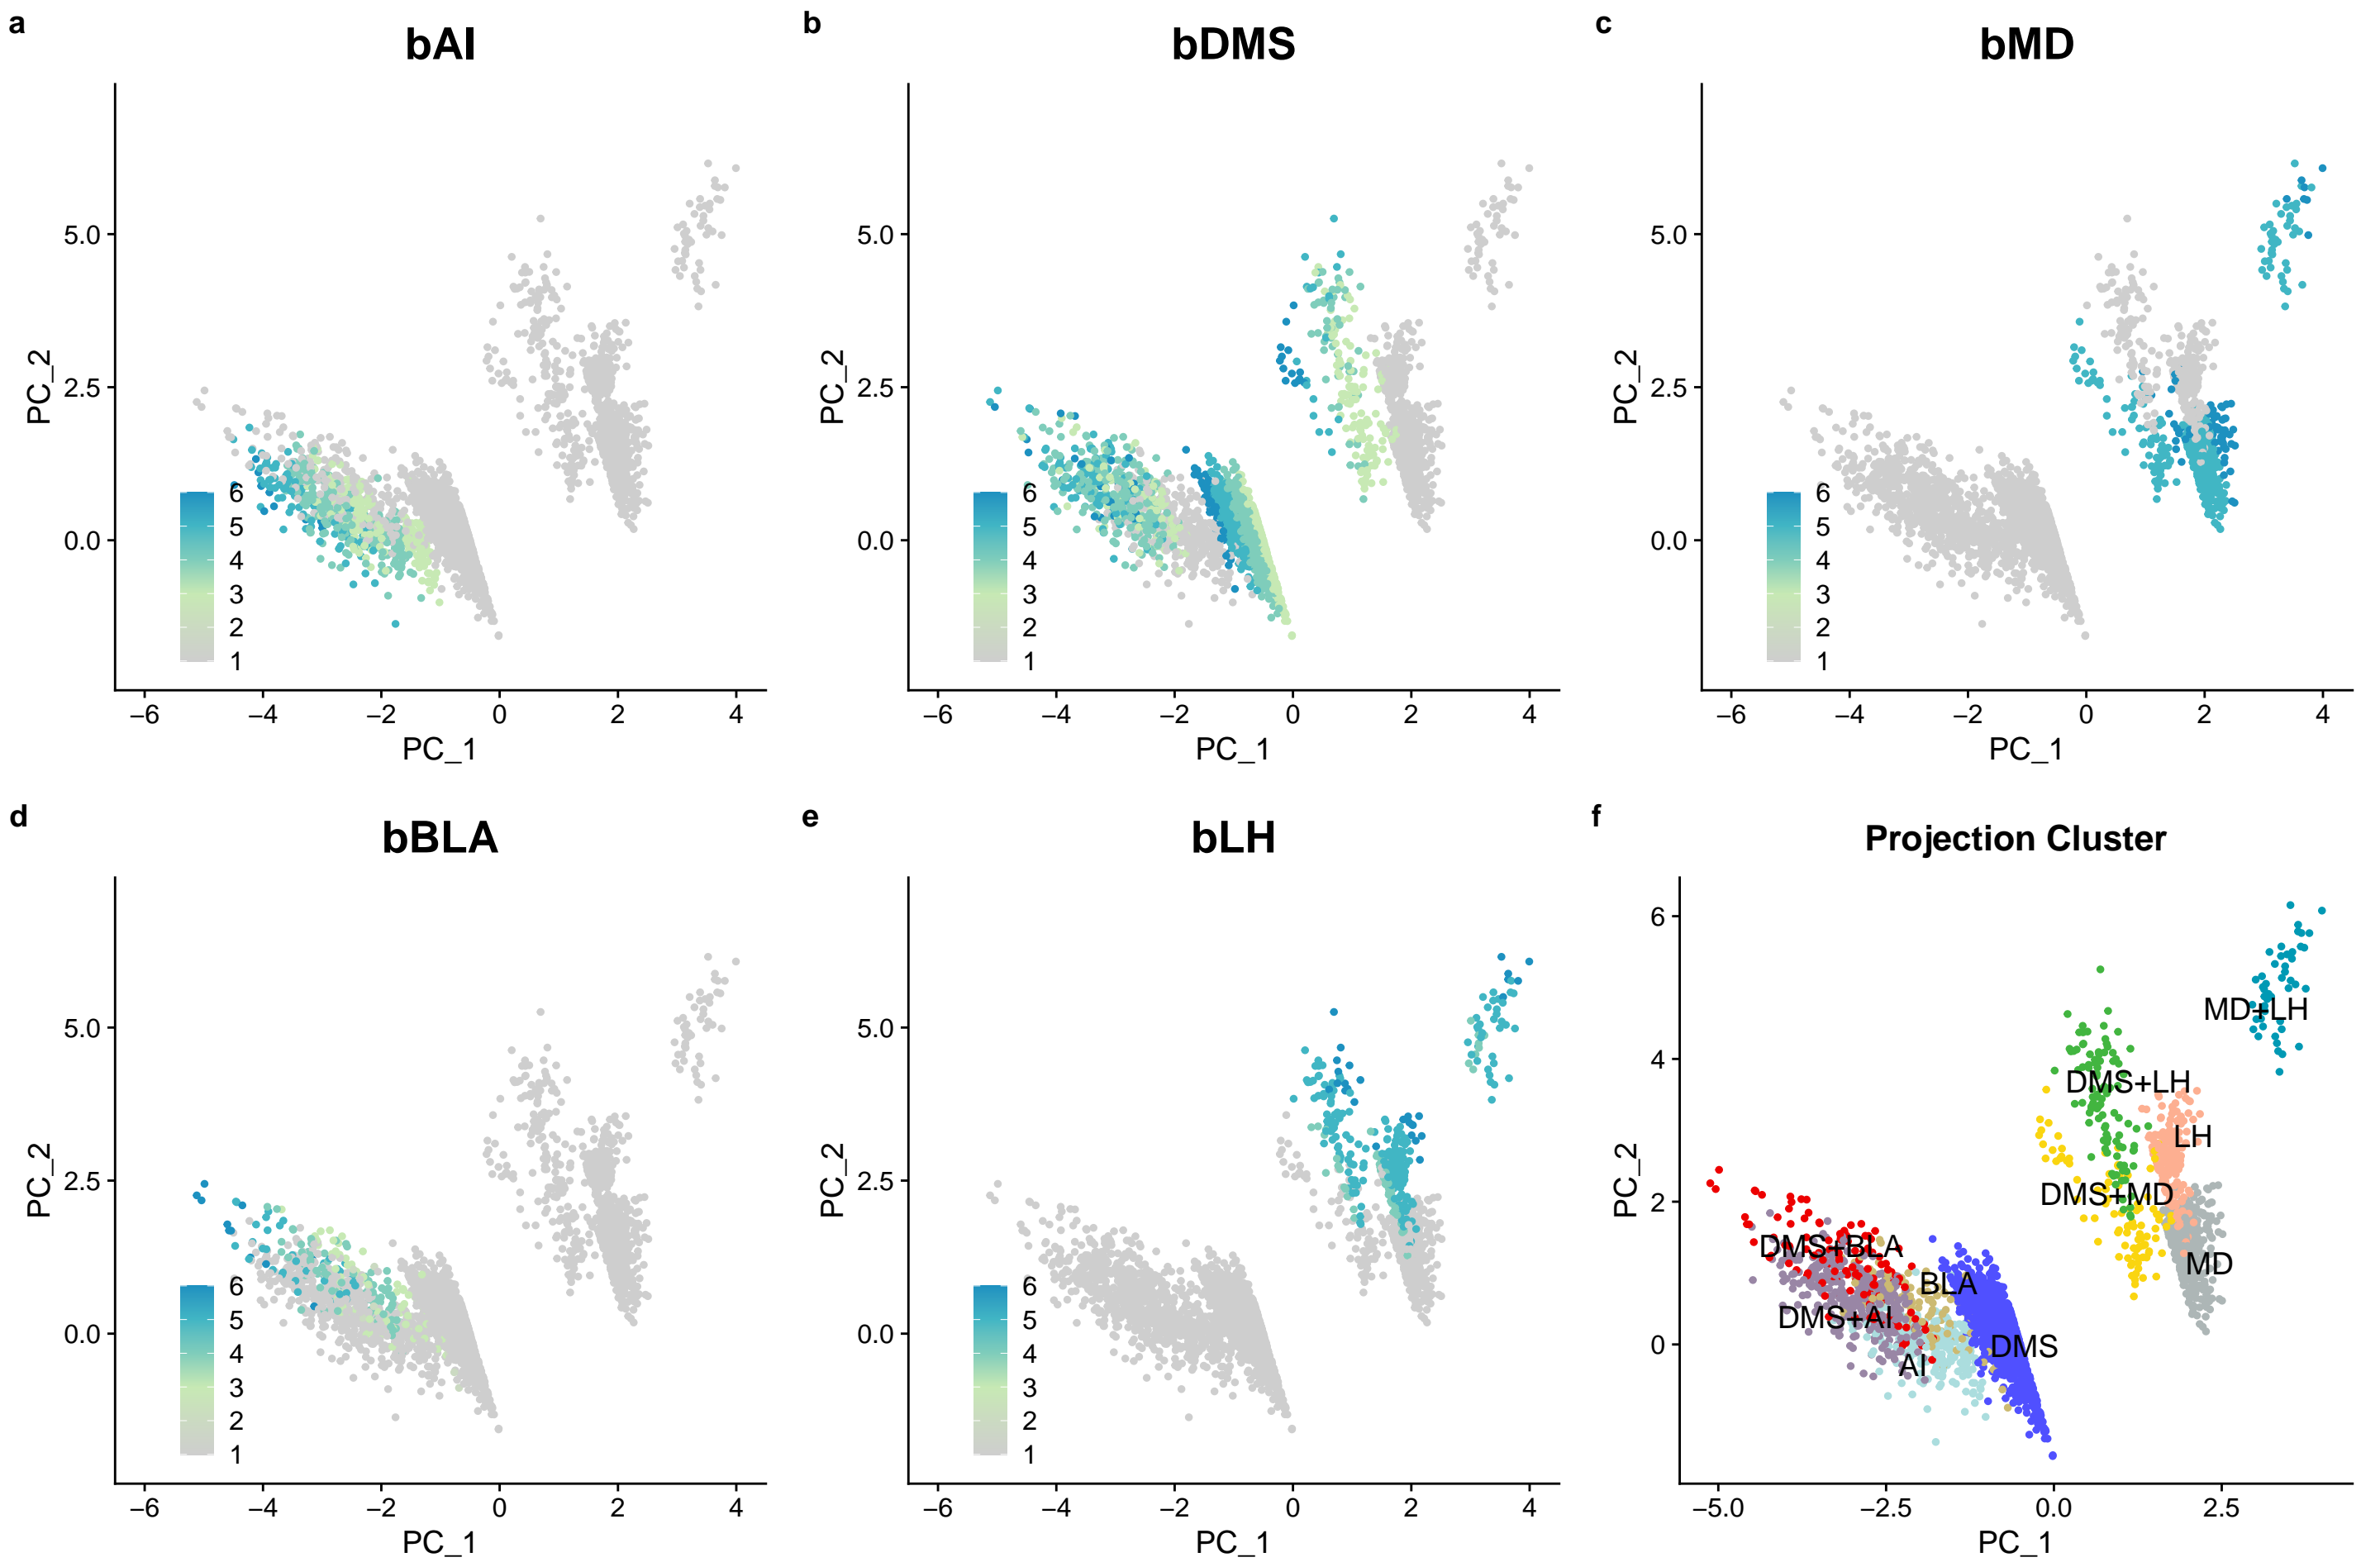 a
bAI
PC_2
5.0
2.5
0.0
6
5
4
3
2
1
−6 −4 −2 0 2 4
PC_1
b
bDMS
PC_2
5.0
2.5
0.0
6
5
4
3
2
1
−6 −4 −2 0 2 4
PC_1
c
bMD
PC_2
5.0
2.5
0.0
6
5
4
3
2
1
−6 −4 −2 0 2 4
PC_1
d
bBLA
PC_2
5.0
2.5
0.0
6
5
4
3
2
1
−6 −4 −2 0 2 4
PC_1
e
bLH
PC_2
5.0
2.5
0.0
6
5
4
3
2
1
−6 −4 −2 0 2 4
PC_1
f
Projection Cluster
PC_2
6
4
2
0
MD+LH
DMS+LH
LH
DMS+MD
MD
DMS+BLA
BLA
DMS+AI
DMS
AI
−5.0 −2.5 0.0 2.5
PC_1